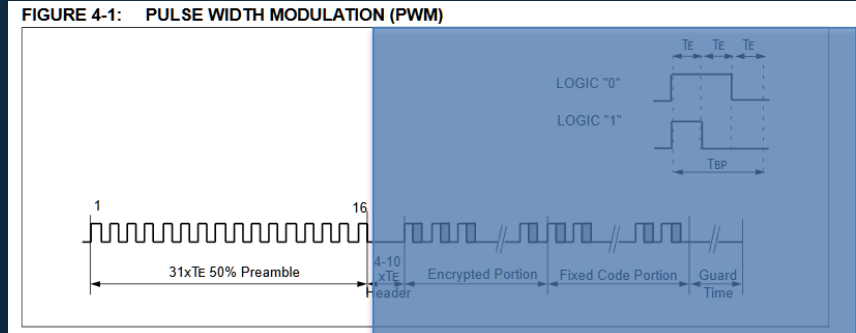 FIGURE 4-1: PULSE WIDTH MODULATION (PWM)
TE TE TE
LOGIC "0"
LOGIC "1"
TBP
1
16
31xTE 50% Preamble
4-10
xTE
Header
Encrypted Portion
Fixed Code Portion
Guard
Time